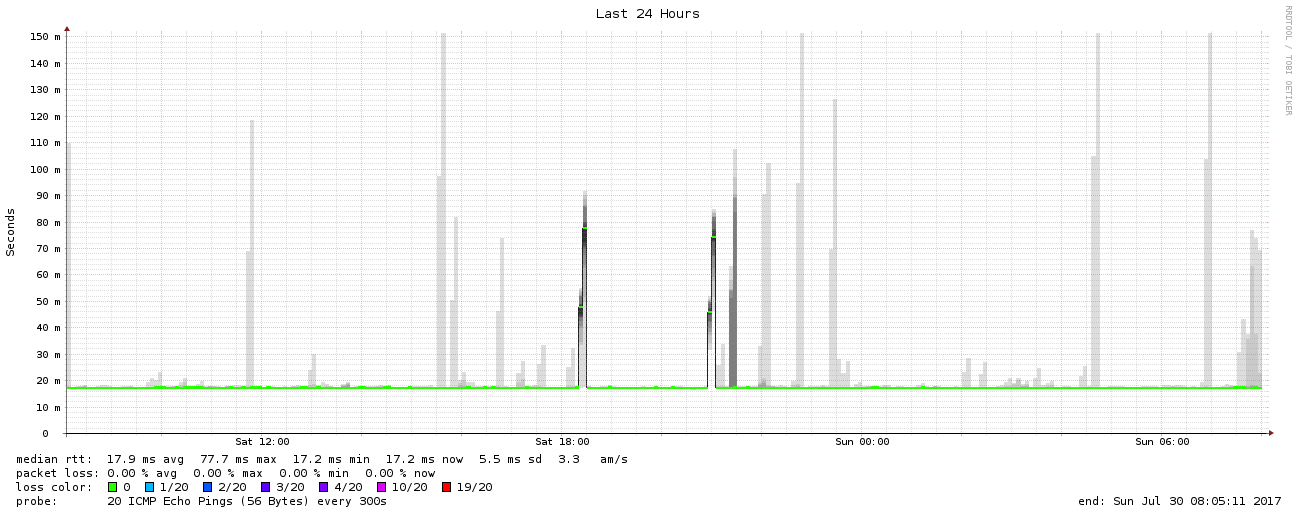 Last 24 Hours
RRDTOOL / TOBI OETIKER
Seconds
150 m
140 m
130 m
120 m
110 m
100 m
90 m
80 m
70 m
60 m
50 m
40 m
30 m
20 m
10 m
0
Sat 12:00 Sat 18:00 Sun 00:00 Sun 06:00
median rtt: 17.9 ms avg 77.7 ms max 17.2 ms min 17.2 ms now 5.5 ms sd 3.3 am/s
packet loss: 0.00 % avg 0.00 % max 0.00 % min 0.00 % now
loss color: 0 1/20 2/20 3/20 4/20 10/20 19/20
probe: 20 ICMP Echo Pings (56 Bytes) every 300s end: Sun Jul 30 08:05:11 2017